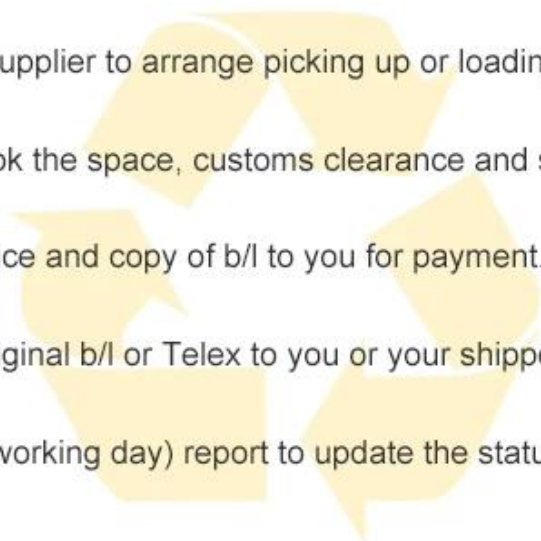 upplier to arrange picking up or loadin
ok the space, customs clearance and s
ice and copy of b/l to you for payment.
iginal b/l or Telex to you or your shippe
working day) report to update the statu